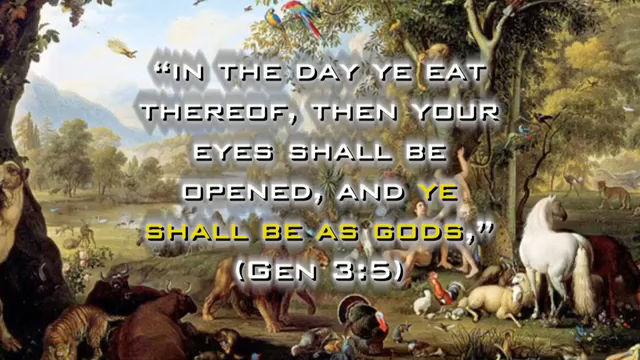 “IN THE DAY YE EAT
THEREOF, THEN YOUR
EYES SHALL BE
OPENED, AND YE
SHALL BE AS GODS,”
(GEN 3:5)